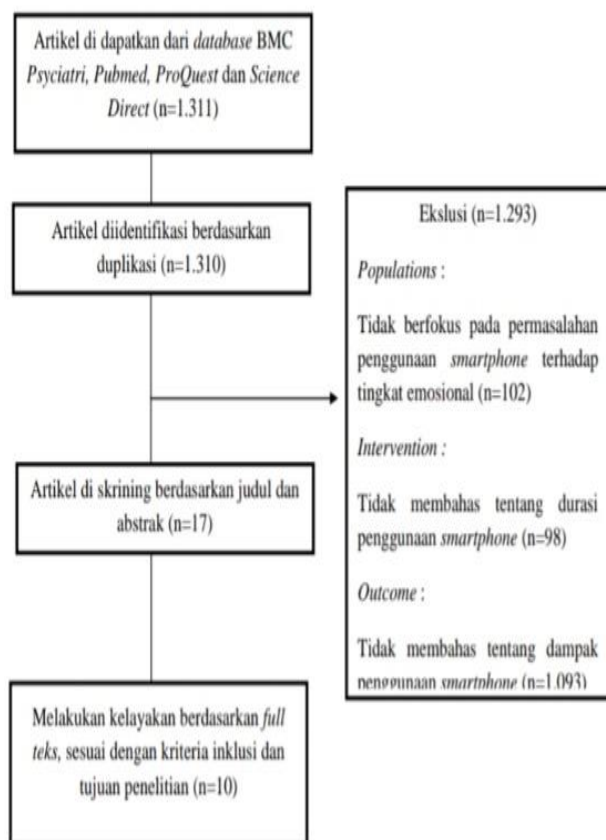 Artikel di dapatkan dari database BMC
Psyciatri, Pubmed, ProQuest dan Science
Direct (n=1.311)
Artikel diidentifikasi berdasarkan
duplikasi (n=1.310)
Ekslusi (n=1.293)
Populations :
Tidak berfokus pada permasalahan
penggunaan smartphone terhadap
tingkat emosional (n=102)
Intervention :
Tidak membahas tentang durasi
penggunaan smartphone (n=98)
Outcome :
Tidak membahas tentang dampak
penggunaan smartphone (n=1.093)
Artikel di skrining berdasarkan judul dan
abstrak (n=17)
Melakukan kelayakan berdasarkan full
teks, sesuai dengan kriteria inklusi dan
tujuan penelitian (n=10)